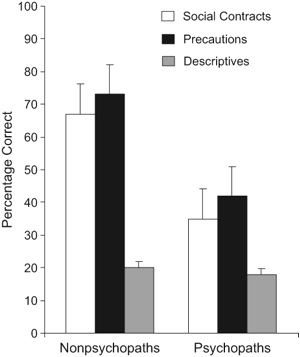 100
90
80
70
60
50
40
30
20
10
0
Percentage Correct
Social Contracts
Precautions
Descriptives
Nonpsychopaths
Psychopaths